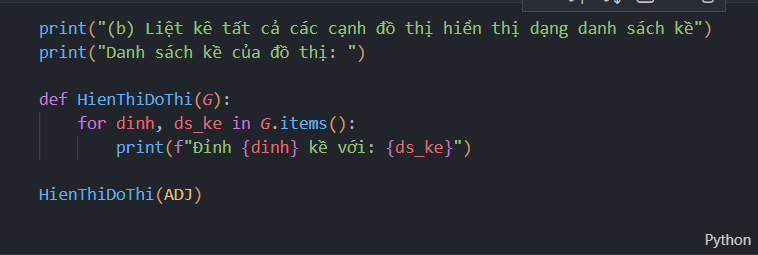 print("(b) Liệt kê tất cả các cạnh đồ thị hiển thị dạng danh sách kề")
print("Danh sách kề của đồ thị: ")
def HienThiDoThi(G):
for dinh, ds_ke in G.items():
print(f"Đỉnh {dinh} kề với: {ds_ke}")
HienThiDoThi(ADJ)
Python